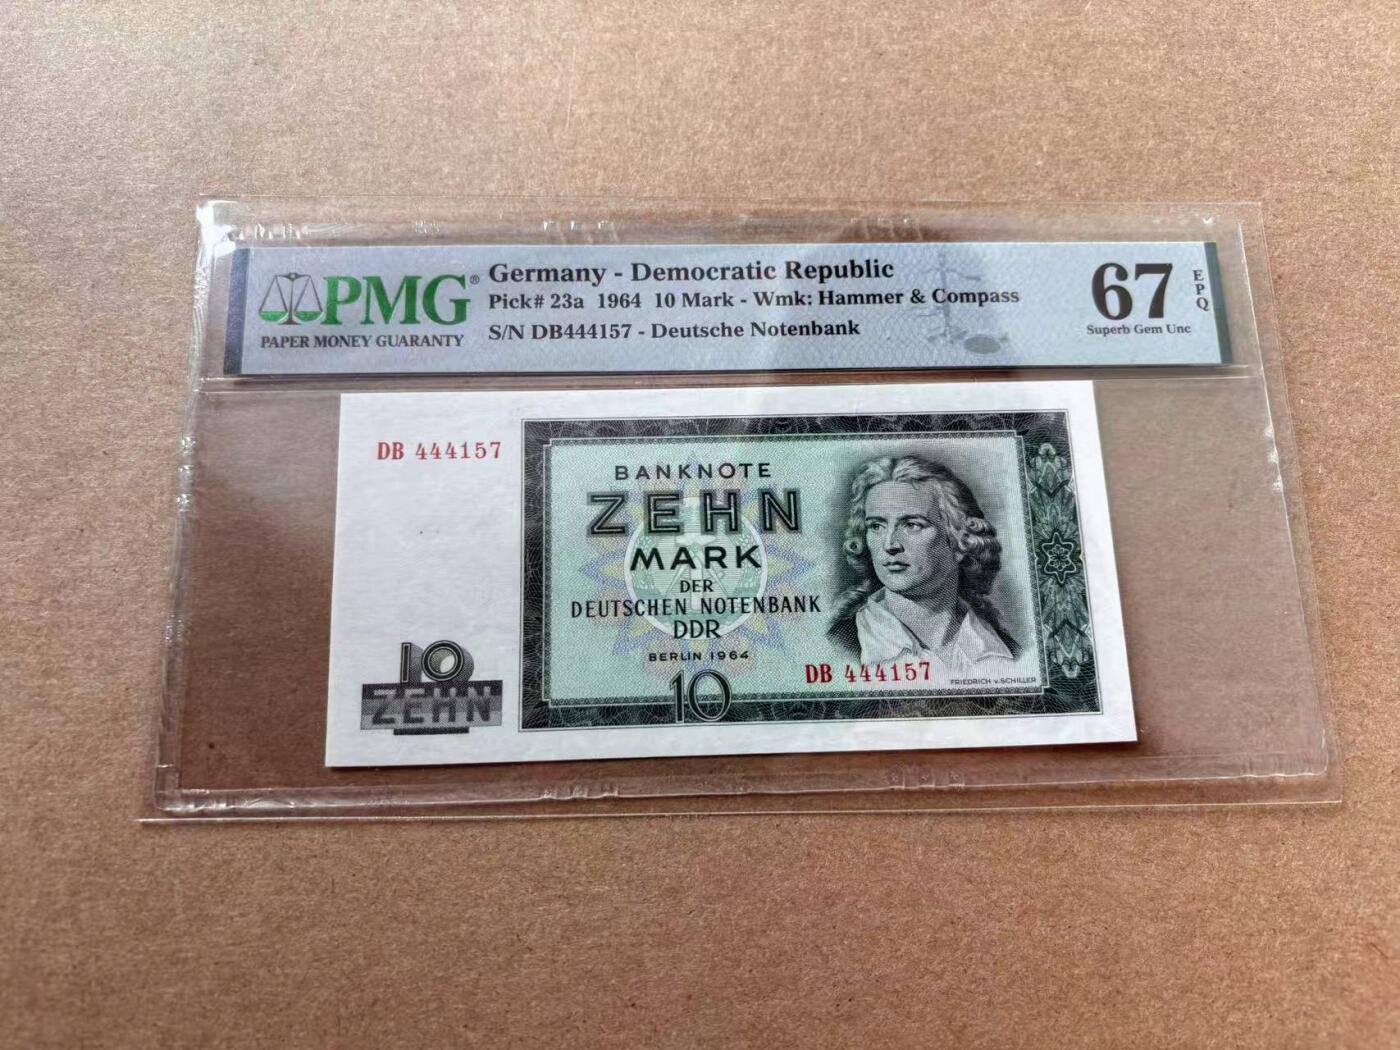 PMG®
PAPER MONEY GUARANTY
Germany - Democratic Republic
Pick# 23a 1964 10 Mark - Wmk: Hammer & Compass
S/N DB444157 - Deutsche Notenbank
67
EPQ
Superb Gem Unc
DB 444157
BANKNOTE
ZEHN
MARK
DER
DEUTSCHEN NOTENBANK
DDR
BERLIN 1964
10
DB 444157
FRIEDRICH v. SCHILLER
10
ZEHN